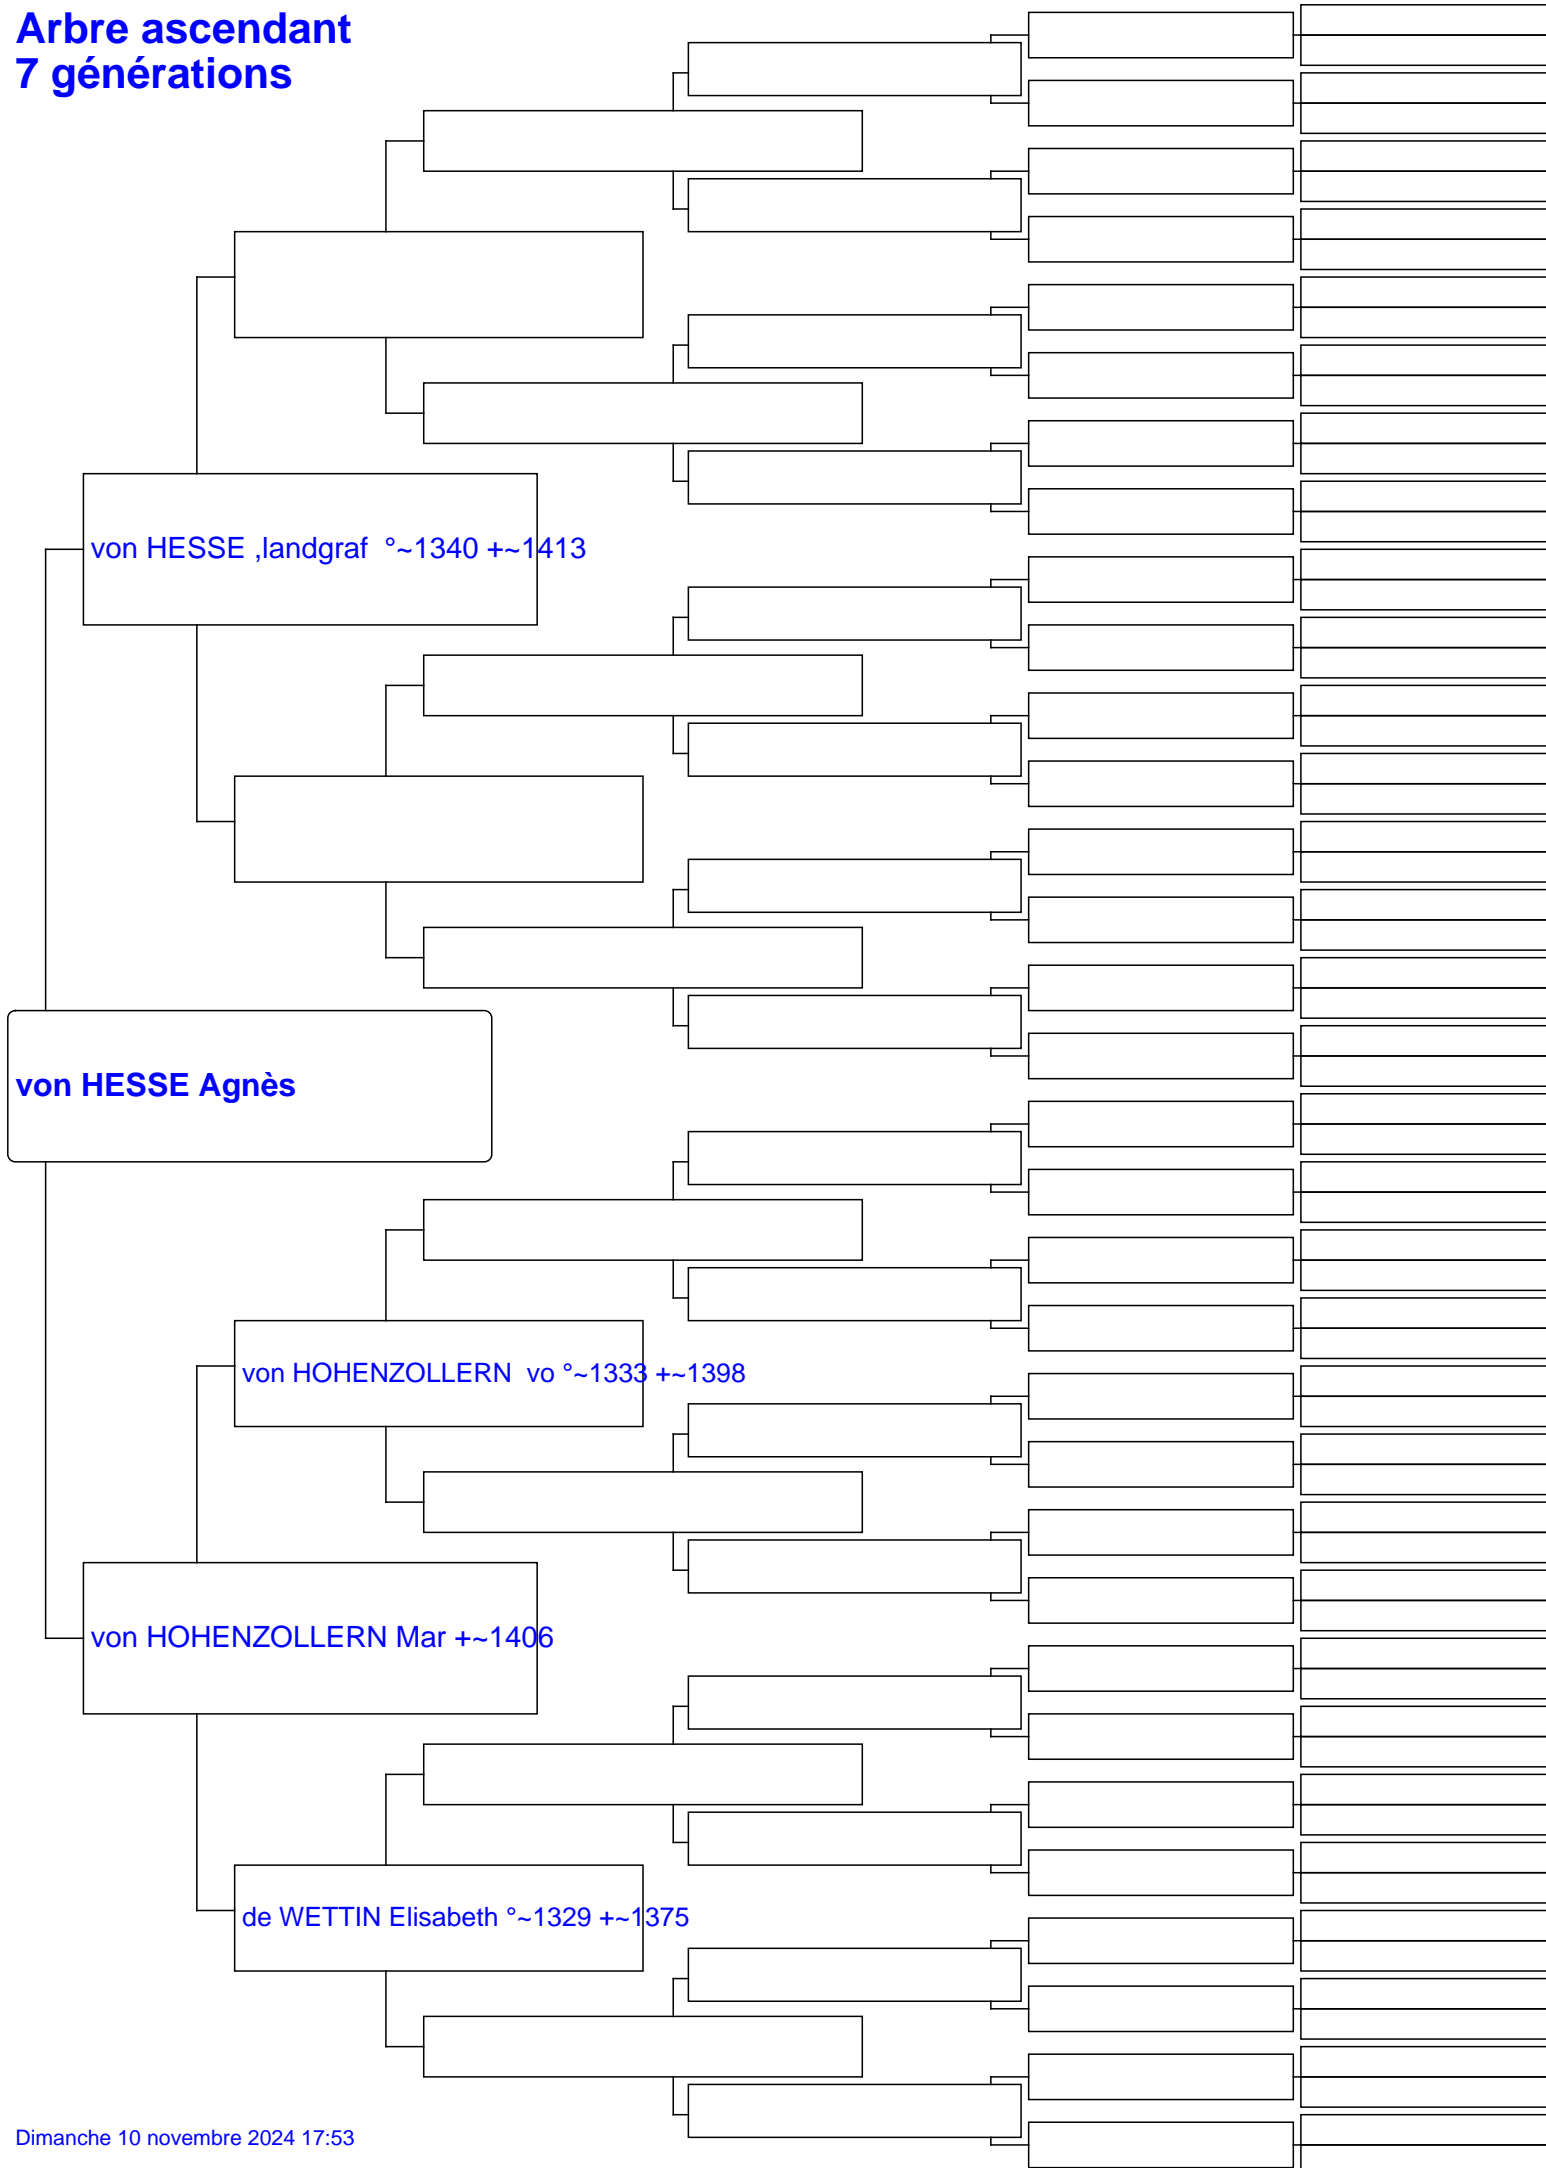 Arbre ascendant
7 générations
von HESSE ,landgraf °~1340 +~1413
von HESSE Agnès
von HOHENZOLLERN vo °~1333 +~1398
von HOHENZOLLERN Mar +~1406
de WETTIN Elisabeth °~1329 +~1375
Dimanche 10 novembre 2024 17:53